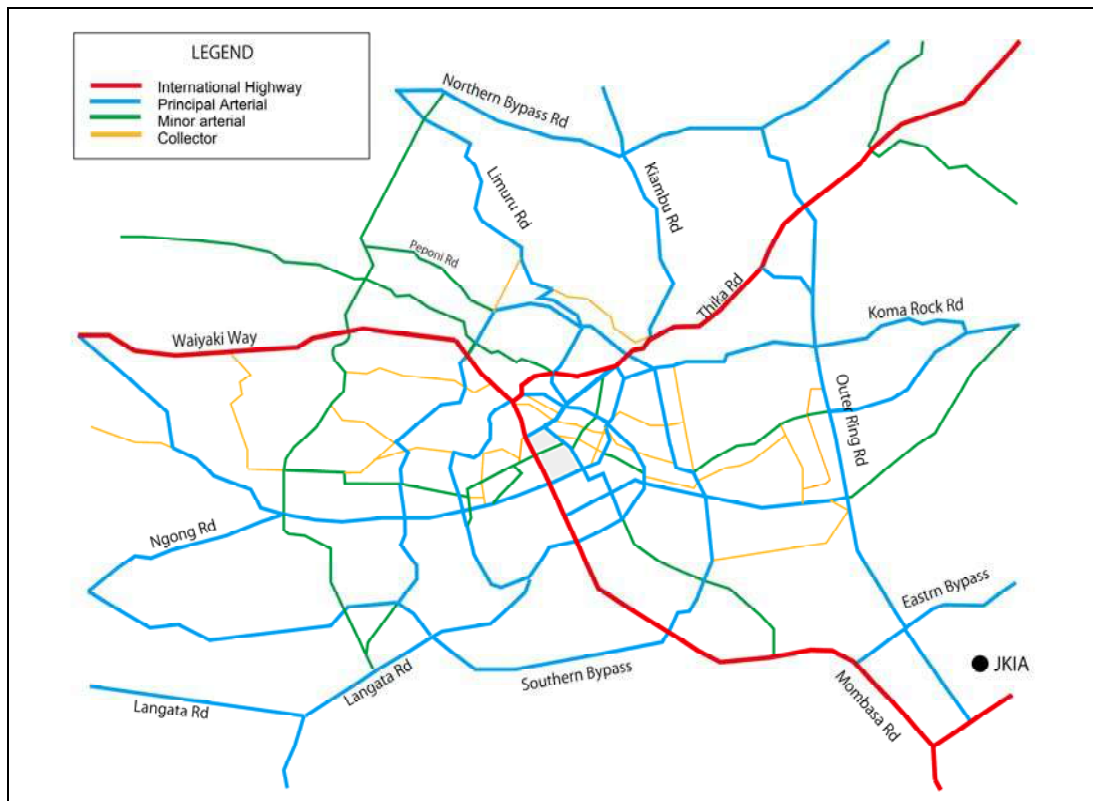 LEGEND
International Highway
Principal Arterial
Minor arterial
Collector
Northern Bypass Rd
Limuru Rd
Kiambu Rd
Peponi Rd
Thika Rd
Koma Rock Rd
Waiyaki Way
Outer Ring Rd
Ngong Rd
Eastrn Bypass
JKIA
Southern Bypass
Langata Rd
Langata Rd
Mombasa Rd